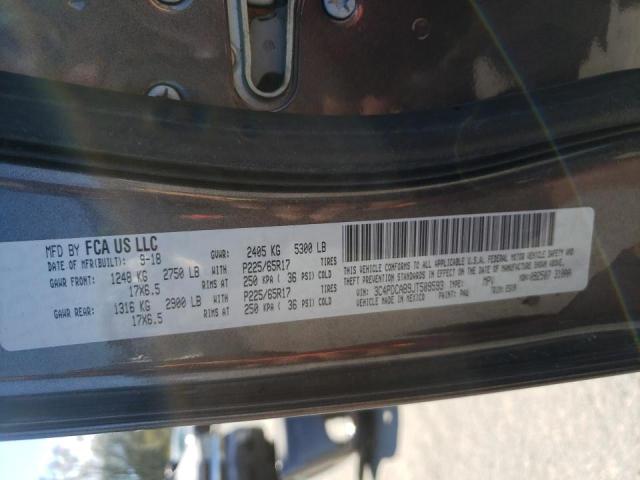 MFD BY FCA US LLC
DATE OF MFR(BUILT): 9-18 GVWR: 2405 KG 5300 LB
GAWR FRONT: 1248 KG 2750 LB WITH P225/65R17 TIRES
17X6.5 RIMS AT 250 KPA ( 36 PSI) COLD
GAWR REAR: 1316 KG 2900 LB WITH P225/65R17 TIRES
17X6.5 RIMS AT 250 KPA ( 36 PSI) COLD
THIS VEHICLE CONFORMS TO ALL APPLICABLE U.S.A. FEDERAL MOTOR VEHICLE SAFETY AND
THEFT PREVENTION STANDARDS IN EFFECT ON THE DATE OF MANUFACTURE SHOWN ABOVE.
VIN: TYPE: MPV
VEHICLE MADE IN MEXICO PAINT: PAU TRIM: